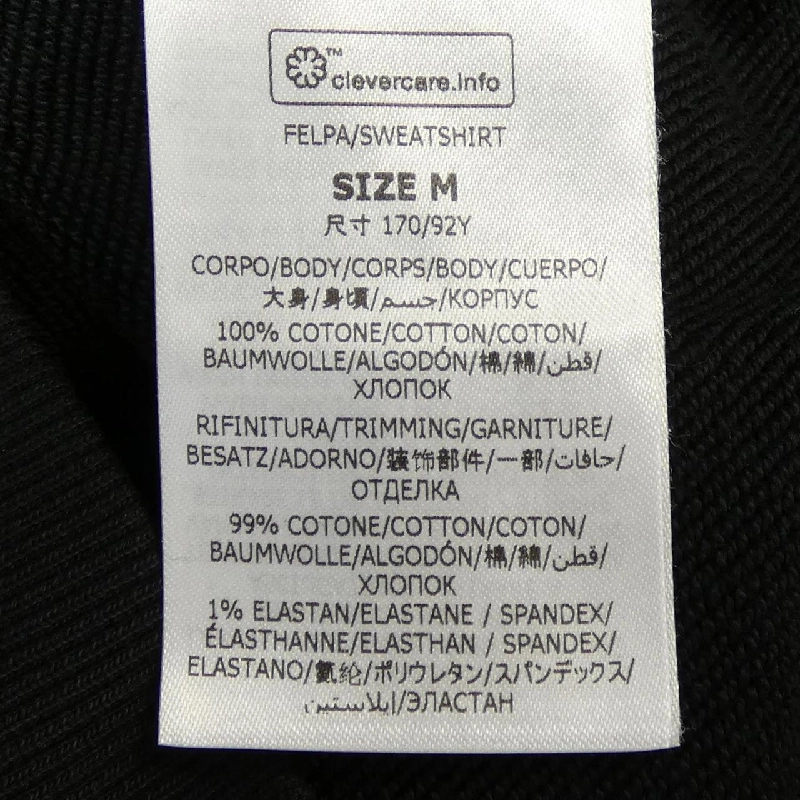 ™
clevercare.info
FELPA/SWEATSHIRT
SIZE M
尺寸 170/92Y
CORPO/BODY/CORPS/BODY/CUERPO/
大身/身頃/جسم/КОРПУС
100% COTONE/COTTON/COTON/
BAUMWOLLE/ALGODÓN/棉/綿/قطن/
ХЛОПОК
RIFINITURA/TRIMMING/GARNITURE/
BESATZ/ADORNO/装饰部件/一部/حافات/
ОТДЕЛКА
99% COTONE/COTTON/COTON/
BAUMWOLLE/ALGODÓN/棉/綿/قطن/
ХЛОПОК
1% ELASTAN/ELASTANE / SPANDEX/
ÉLASTHANNE/ELASTHAN / SPANDEX/
ELASTANO/氨纶/ポリウレタン/スパンデックス/
إيلاستين/ЭЛАСТАН